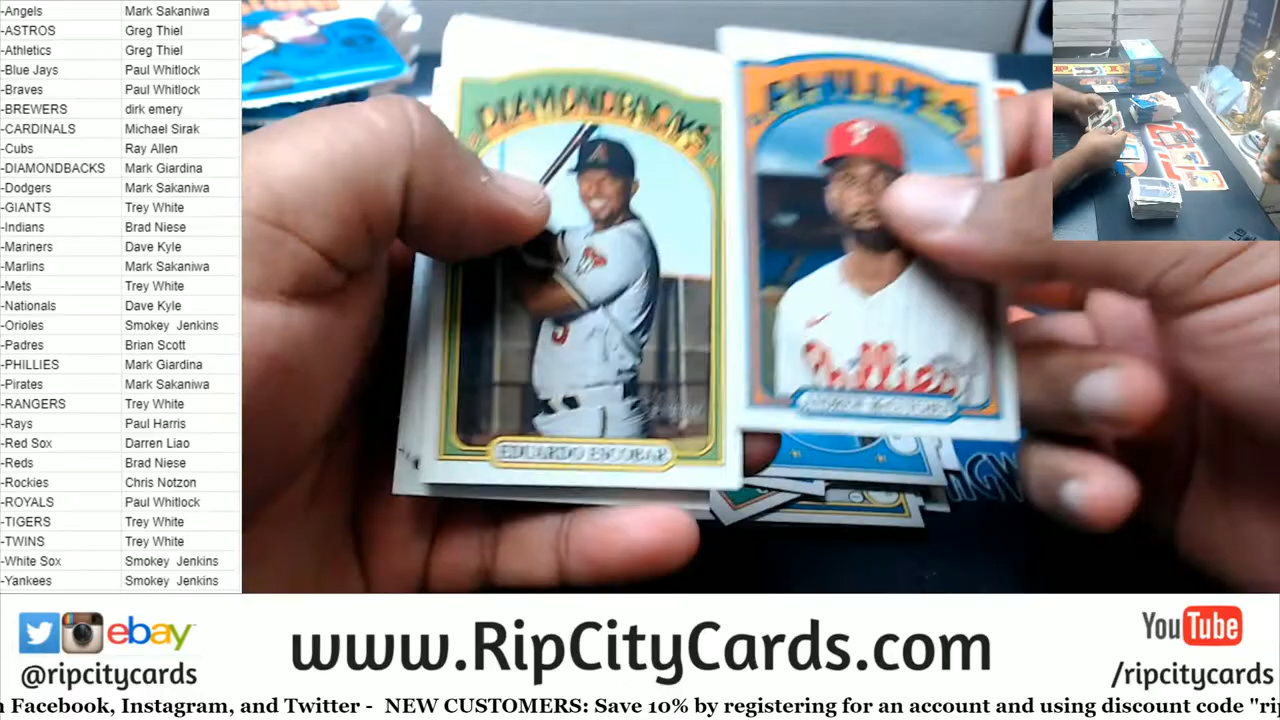 -Angels Mark Sakaniwa
-ASTROS Greg Thiel
-Athletics Greg Thiel
-Blue Jays Paul Whitlock
-Braves Paul Whitlock
-BREWERS dirk emery
-CARDINALS Michael Sirak
-Cubs Ray Allen
-DIAMONDBACKS Mark Giardina
-Dodgers Mark Sakaniwa
-GIANTS Trey White
-Indians Brad Niese
-Mariners Dave Kyle
-Marlins Mark Sakaniwa
-Mets Trey White
-Nationals Dave Kyle
-Orioles Smokey Jenkins
-Padres Brian Scott
-PHILLIES Mark Giardina
-Pirates Mark Sakaniwa
-RANGERS Trey White
-Rays Paul Harris
-Red Sox Darren Liao
-Reds Brad Niese
-Rockies Chris Notzon
-ROYALS Paul Whitlock
-TIGERS Trey White
-TWINS Trey White
-White Sox Smokey Jenkins
-Yankees Smokey Jenkins
DIAMONDBACKS
5
EDUARDO ESCOBAR
PHILLIES
Phillies
ebay
@ripcitycards
www.RipCityCards.com
YouTube
/ripcitycards
Facebook, Instagram, and Twitter - NEW CUSTOMERS: Save 10% by registering for an account and using discount code "rip